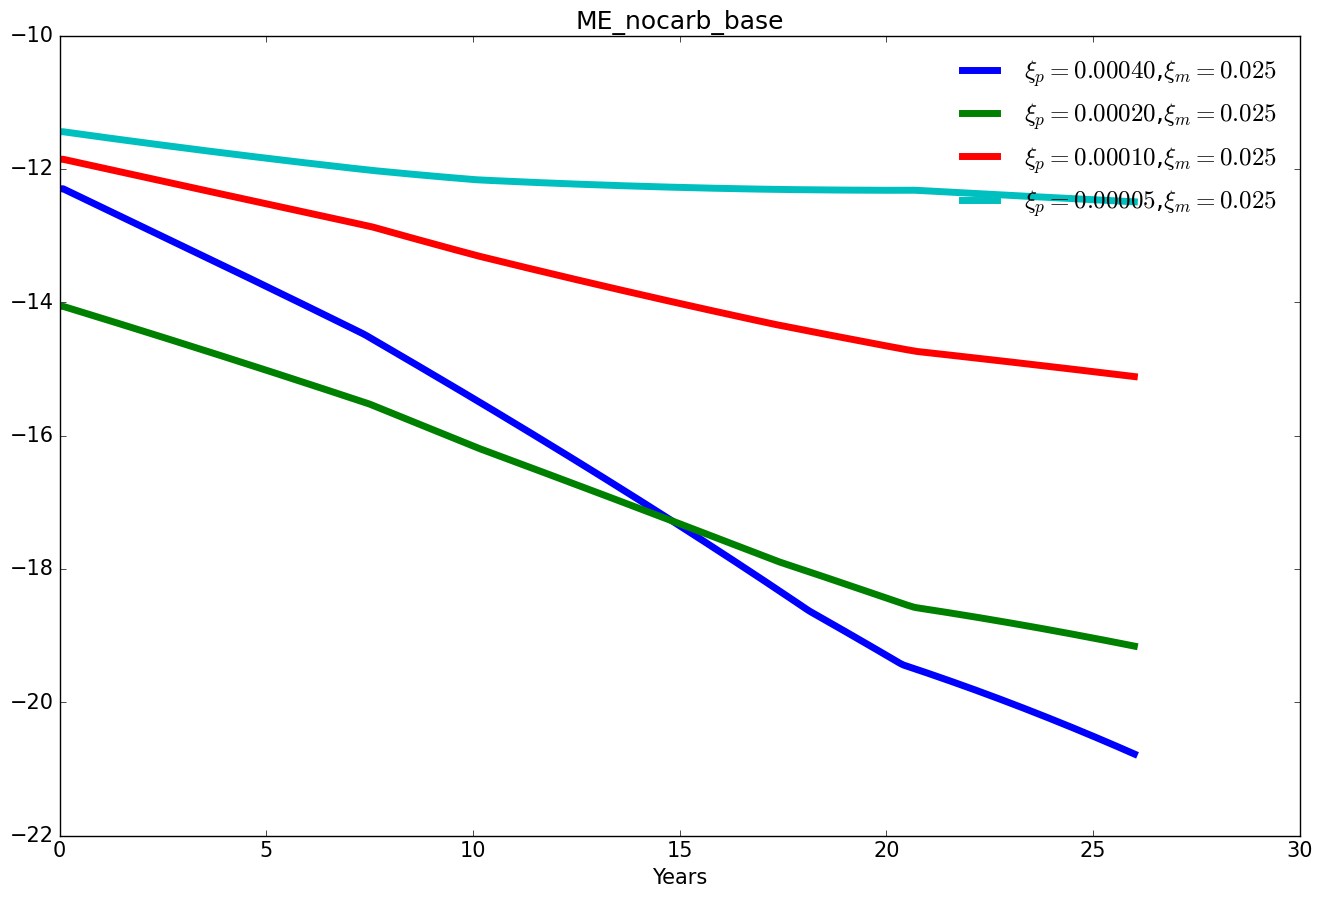 ME_nocarb_base
−10
−12
−14
−16
−18
−20
−22
ξp = 0.00040,ξm = 0.025
ξp = 0.00020,ξm = 0.025
ξp = 0.00010,ξm = 0.025
ξp = 0.00005,ξm = 0.025
0 5 10 15 20 25 30
Years